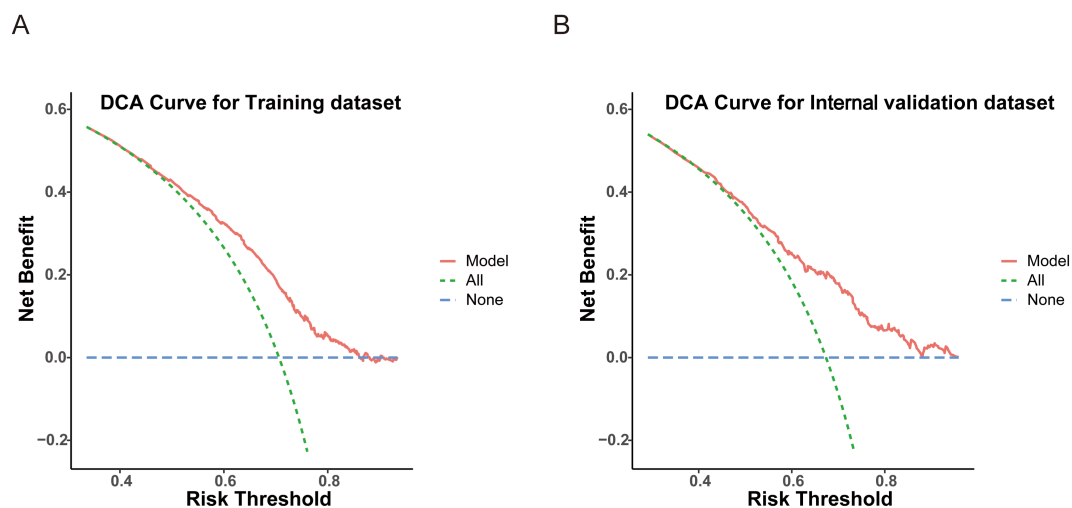 A
DCA Curve for Training dataset
Net Benefit
0.6
0.4
0.2
0.0
−0.2
0.4
0.6
0.8
Risk Threshold
Model
All
None
B
DCA Curve for Internal validation dataset
Net Benefit
0.6
0.4
0.2
0.0
−0.2
0.4
0.6
0.8
Risk Threshold
Model
All
None